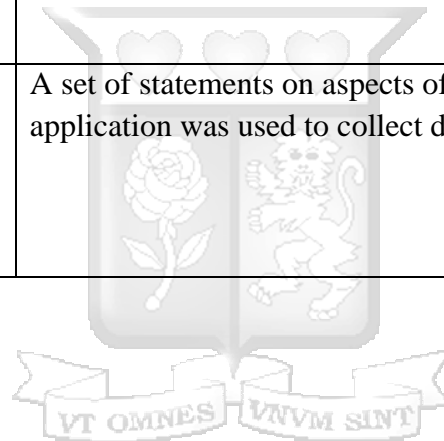 A set of statements on aspects of
application was used to collect d
VT OMNES VNVM SINT